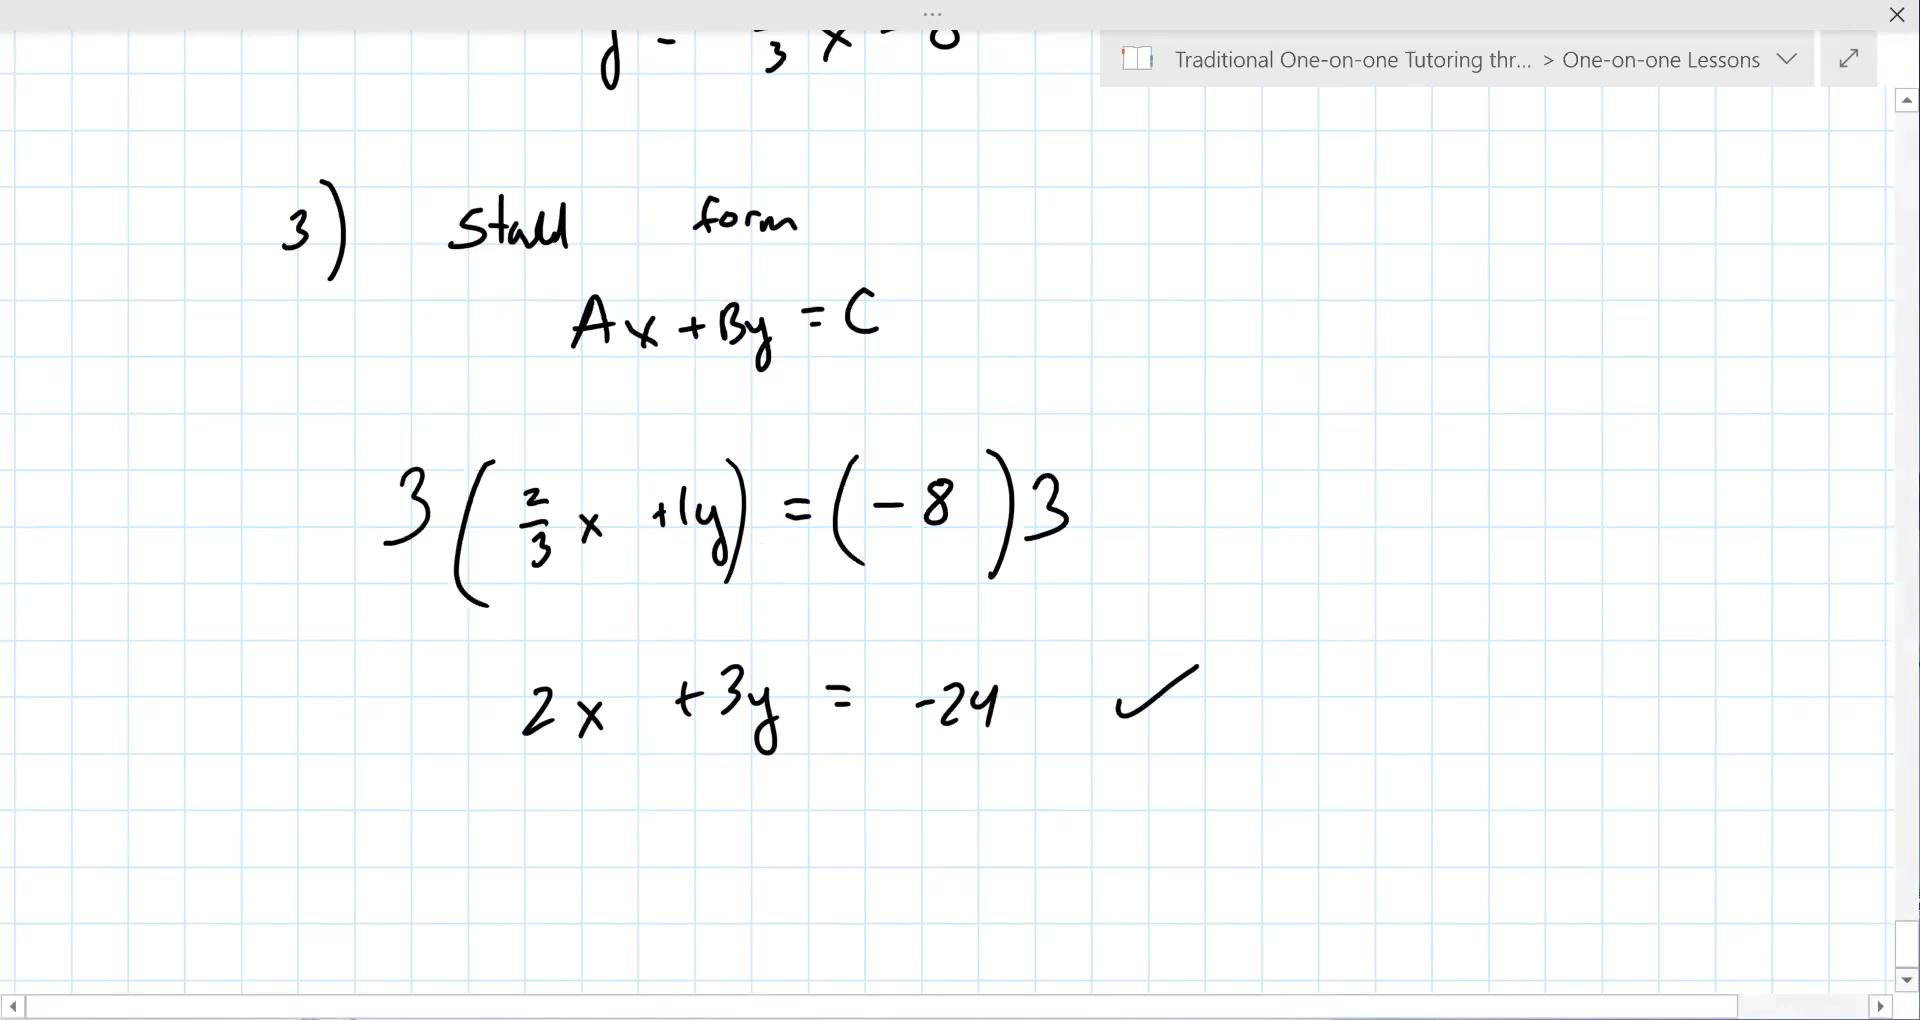 ...
Traditional One-on-one Tutoring thr... > One-on-one Lessons
3) Stald form
Ax + By = C
3 ( 2/3 x + 1y ) = ( - 8 ) 3
2x + 3y = -24 ✓